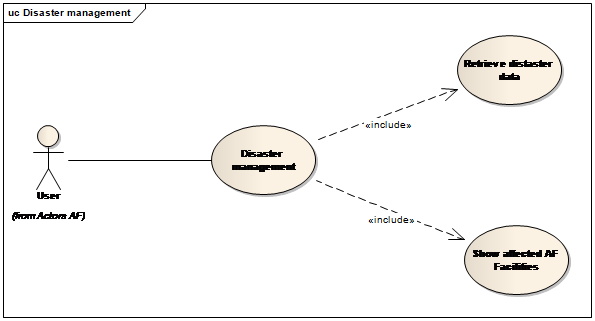 uc Disaster management
Retrieve distaster
data
«include»
Disaster
management
User
(from Actors AF)
«include»
Show affected AF
Facilities